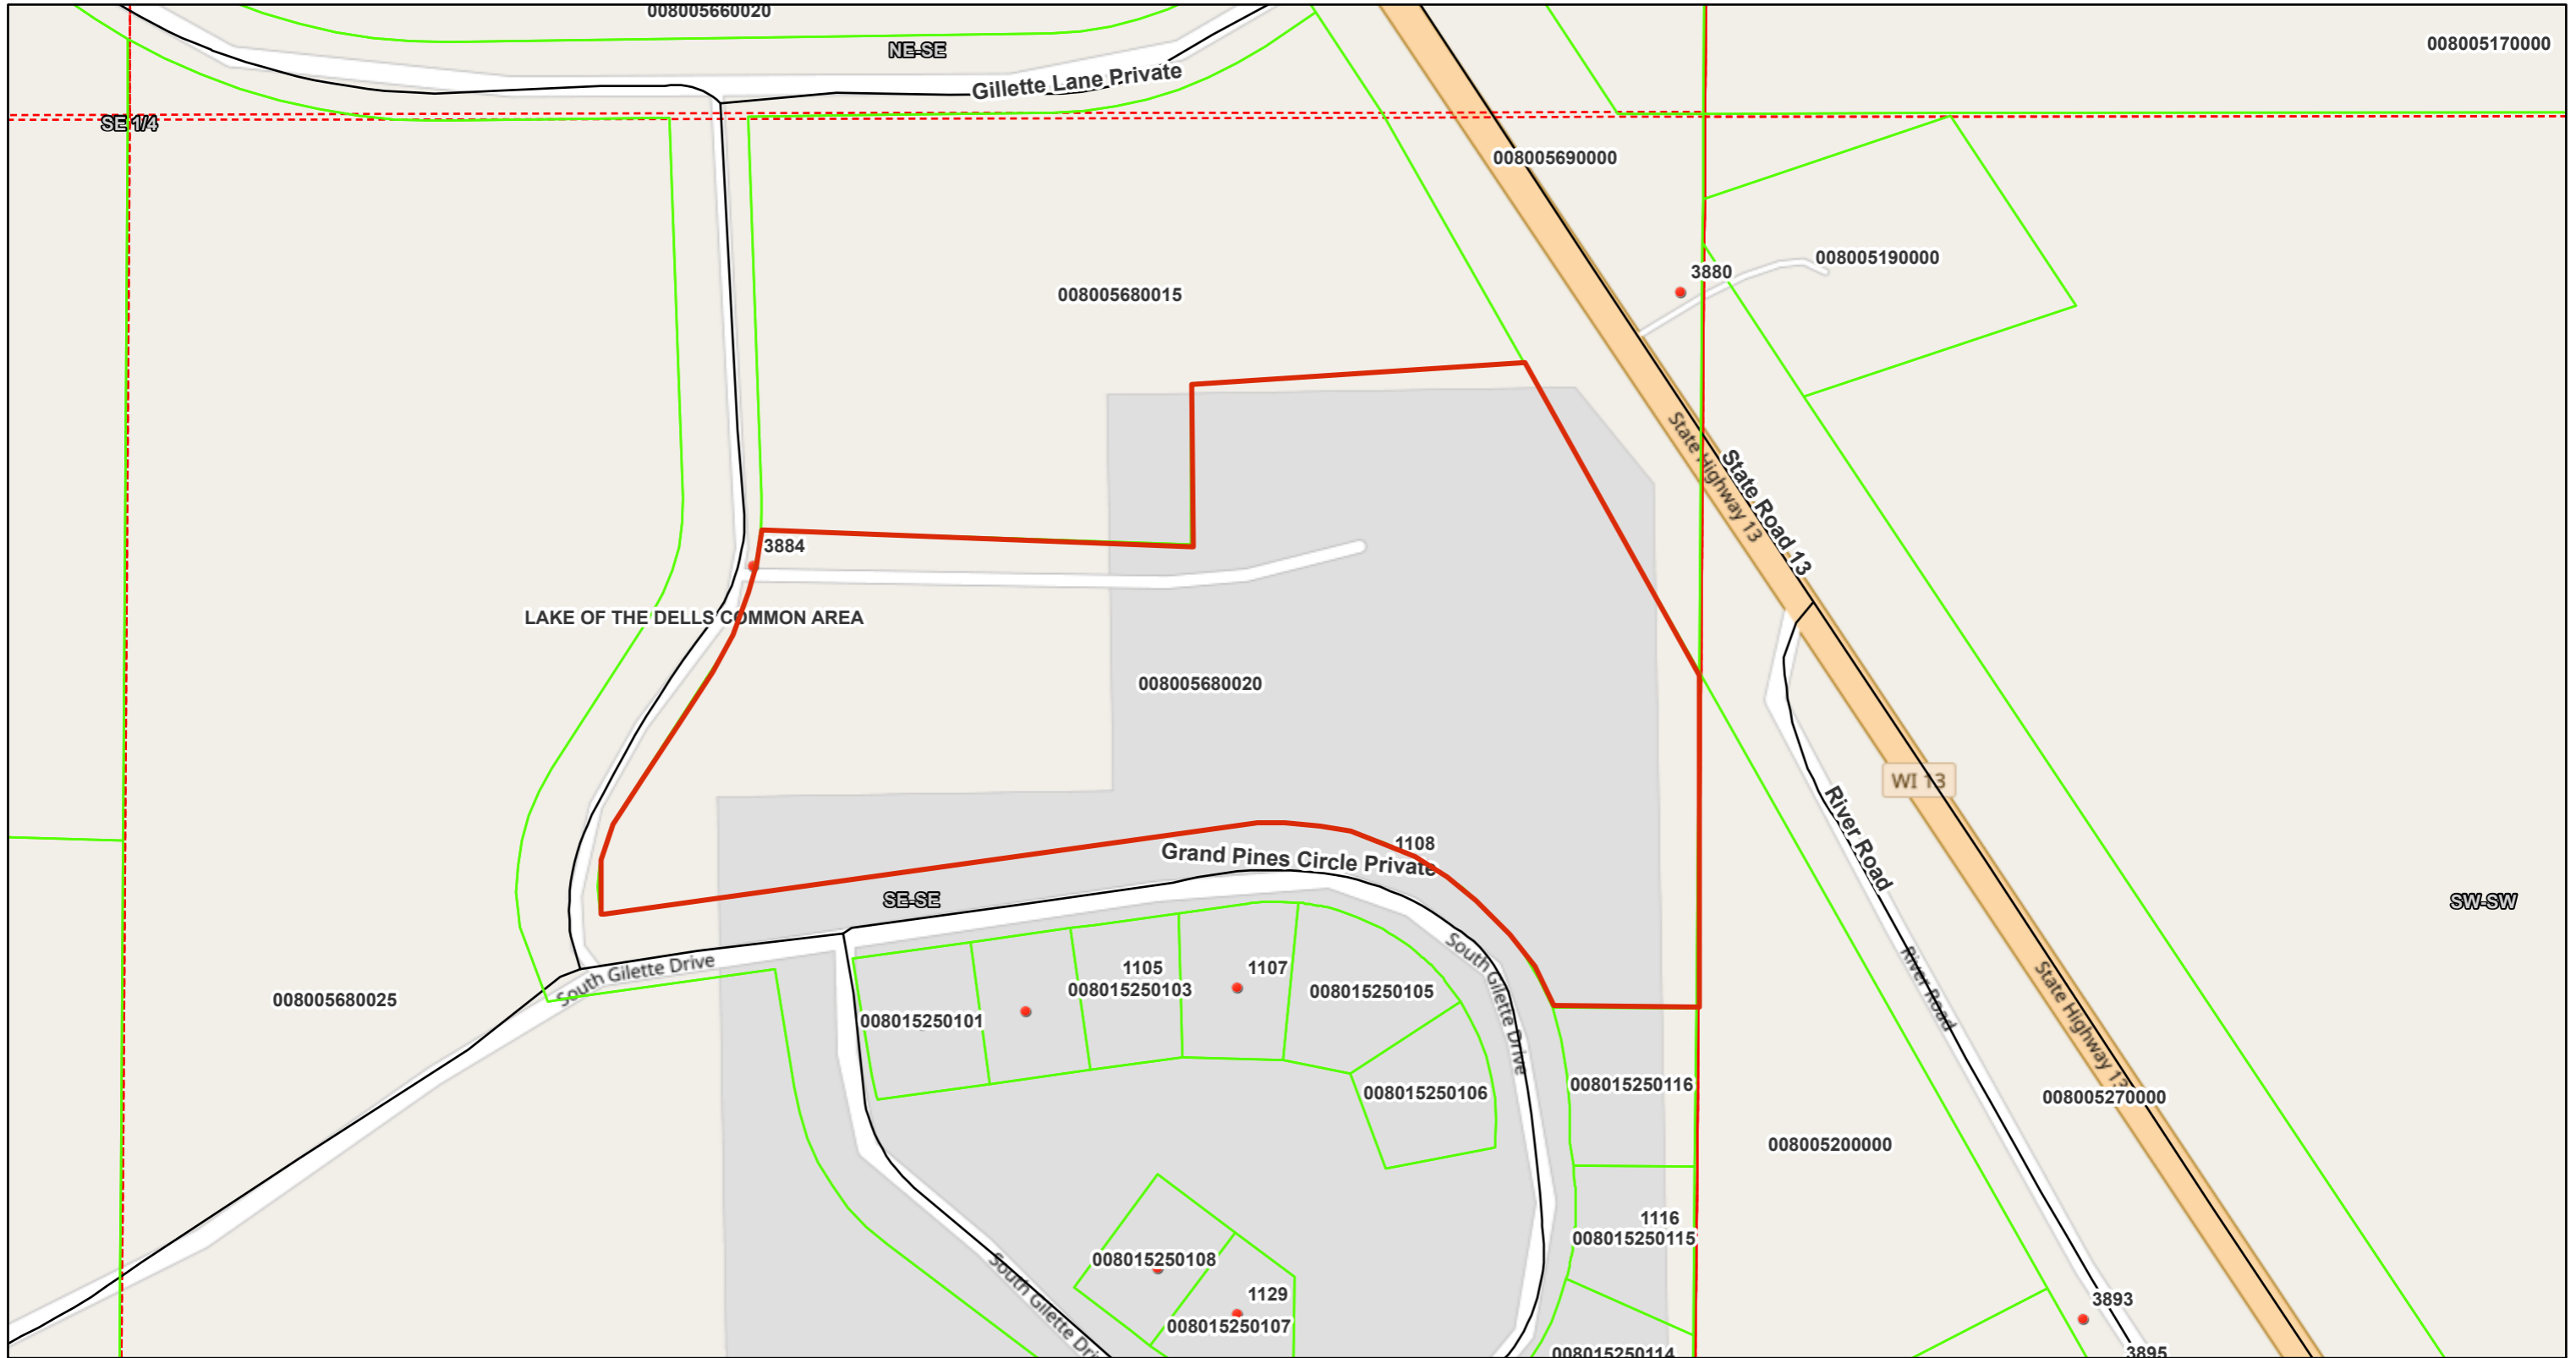 008005660020
NE-SE
008005170000
Gillette Lane Private
SE 1/4
008005690000
008005190000
3880
008005680015
State Highway 13
State Road 13
3884
LAKE OF THE DELLS COMMON AREA
008005680020
WI 13
River Road
1108
Grand Pines Circle Private
SE-SE
SW-SW
South Gilette Drive
South Gilette Drive
River Road
State Highway 13
1105
1107
008015250103
008015250105
008005680025
008015250101
008015250116
008015250106
008005270000
008005200000
1116
008015250115
008015250108
South Gilette Dri
1129
008015250107
3893
008015250114
3895